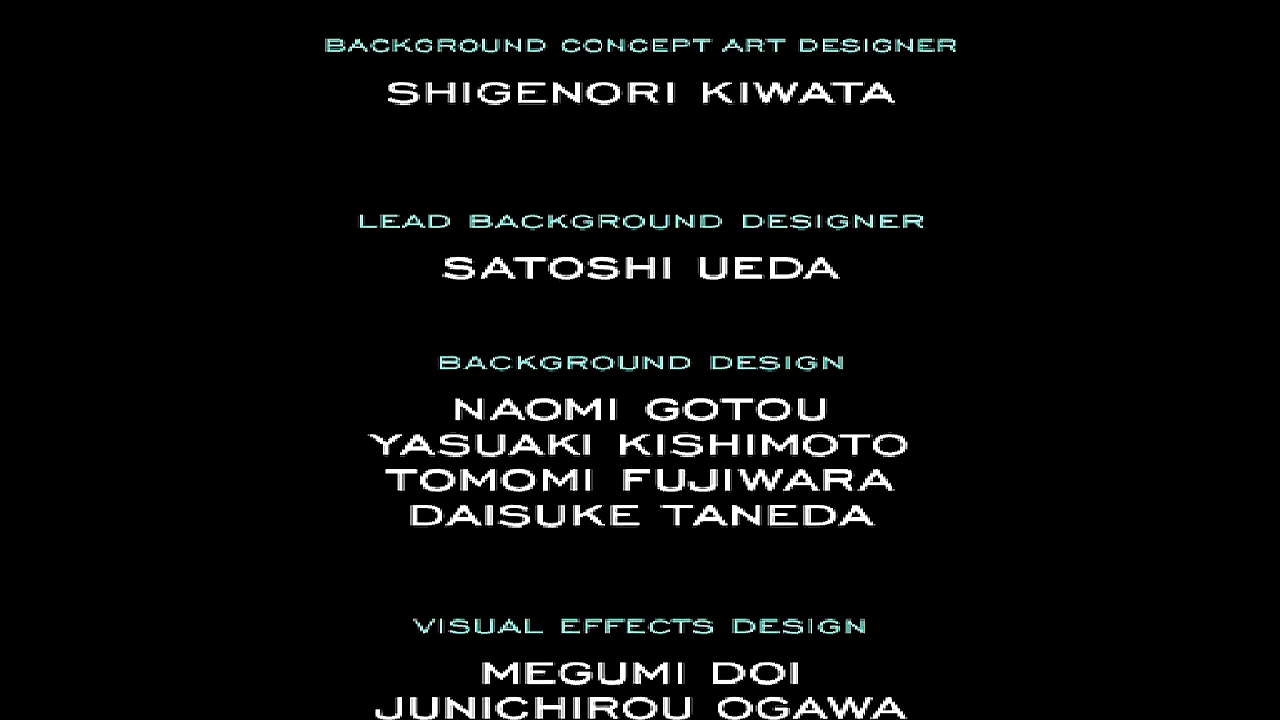 BACKGROUND CONCEPT ART DESIGNER
SHIGENORI KIWATA
LEAD BACKGROUND DESIGNER
SATOSHI UEDA
BACKGROUND DESIGN
NAOMI GOTOU
YASUAKI KISHIMOTO
TOMOMI FUJIWARA
DAISUKE TANEDA
VISUAL EFFECTS DESIGN
MEGUMI DOI
JUNICHIROU OGAWA